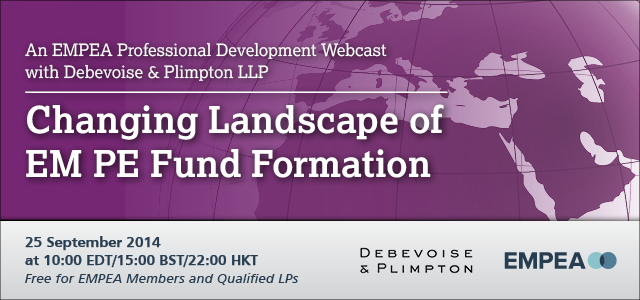 An EMPEA Professional Development Webcast
with Debevoise & Plimpton LLP
Changing Landscape of
EM PE Fund Formation
25 September 2014
at 10:00 EDT/15:00 BST/22:00 HKT
Free for EMPEA Members and Qualified LPs
DEBEVOISE
& PLIMPTON
EMPEA